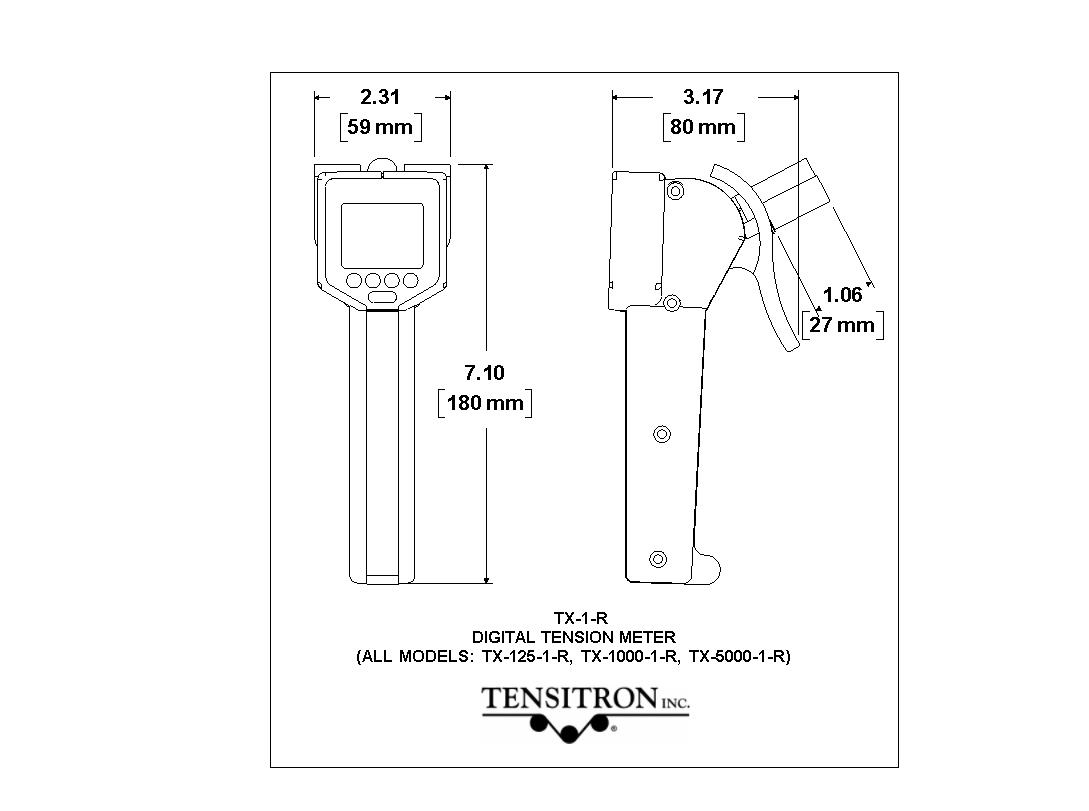 2.31
[59 mm]
3.17
[80 mm]
1.06
[27 mm]
7.10
[180 mm]
TX-1-R
DIGITAL TENSION METER
(ALL MODELS: TX-125-1-R, TX-1000-1-R, TX-5000-1-R)
TENSITRON INC.
®